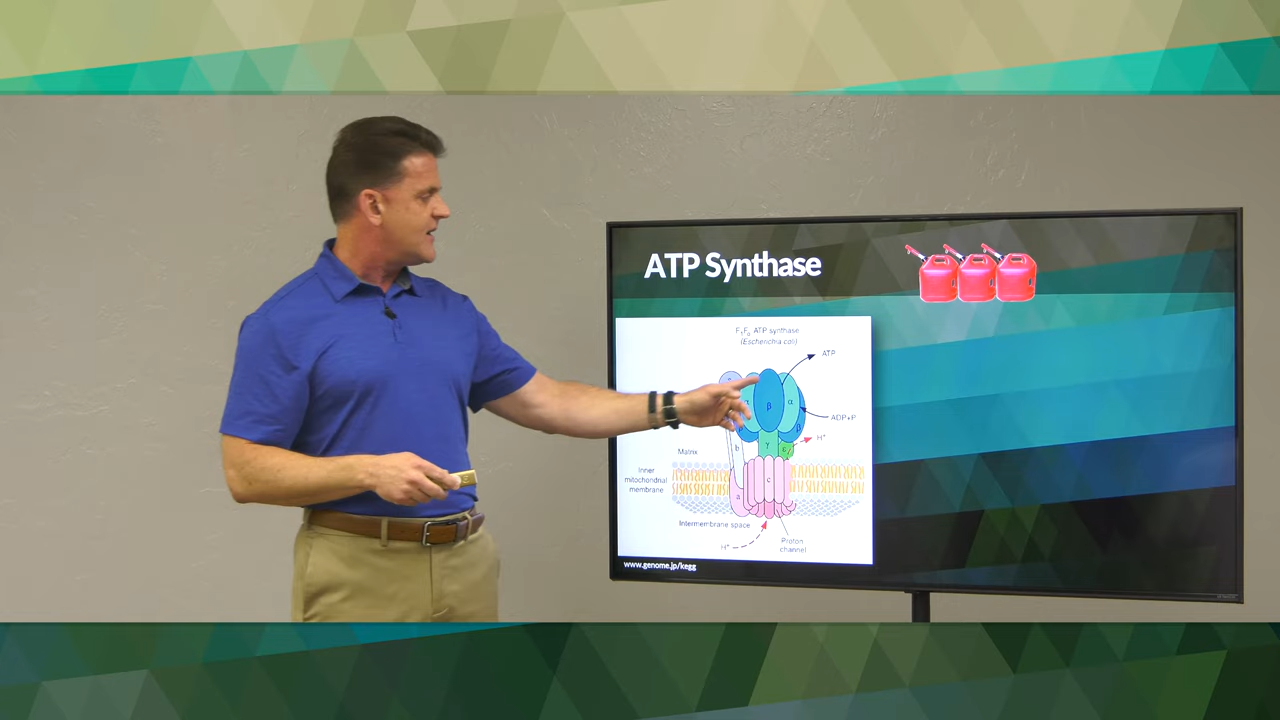 ATP Synthase
F₁F₀ ATP synthase
(Escherichia coli)
ATP
α
β
α
ADP+P
β
β
H⁺
γ
ε
b
Matrix
Inner
mitochondrial
membrane
c
a
Intermembrane space
H⁺
Proton
channel
www.genome.jp/kegg